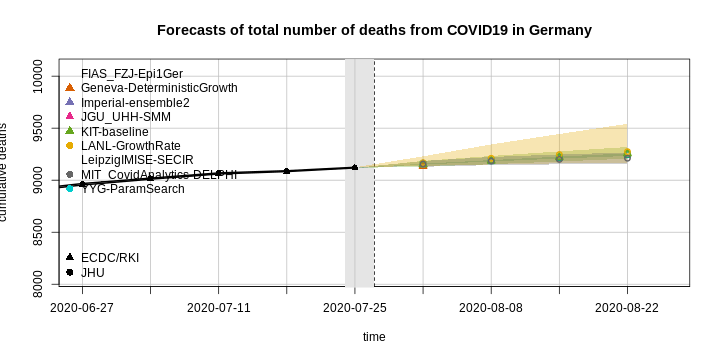 Forecasts of total number of deaths from COVID19 in Germany
cumulative deaths
10000
9500
9000
8500
8000
FIAS_FZJ-Epi1Ger
Geneva-DeterministicGrowth
Imperial-ensemble2
JGU_UHH-SMM
KIT-baseline
LANL-GrowthRate
LeipzigIMISE-SECIR
MIT_CovidAnalytics-DELPHI
YYG-ParamSearch
ECDC/RKI
JHU
2020-06-27
2020-07-11
2020-07-25
2020-08-08
2020-08-22
time